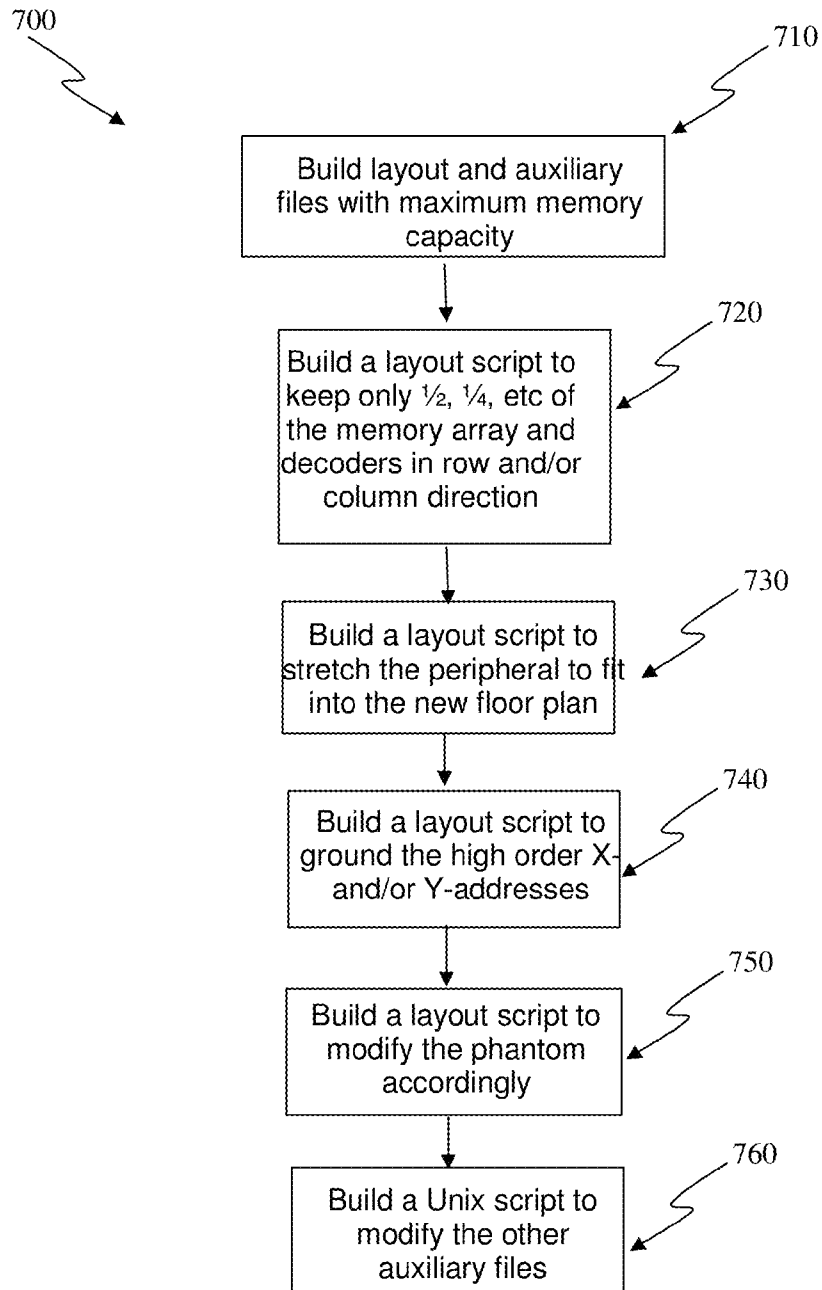 700
710
Build layout and auxiliary
files with maximum memory
capacity
720
Build a layout script to
keep only ½, ¼, etc of
the memory array and
decoders in row and/or
column direction
730
Build a layout script to
stretch the peripheral to fit
into the new floor plan
740
Build a layout script to
ground the high order X-
and/or Y-addresses
750
Build a layout script to
modify the phantom
accordingly
760
Build a Unix script to
modify the other
auxiliary files